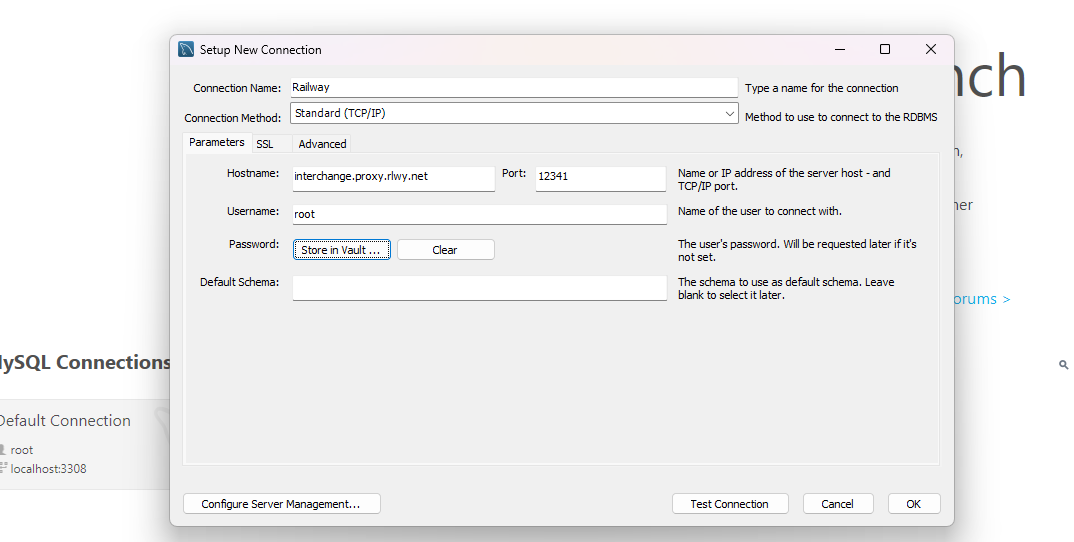 Setup New Connection
Connection Name: Railway Type a name for the connection
Connection Method: Standard (TCP/IP) Method to use to connect to the RDBMS
Parameters SSL Advanced
Hostname: interchange.proxy.rlwy.net Port: 12341 Name or IP address of the server host - and
TCP/IP port.
Username: root Name of the user to connect with.
Password: Store in Vault ... Clear The user's password. Will be requested later if it's
not set.
Default Schema: The schema to use as default schema. Leave
blank to select it later.
Configure Server Management... Test Connection Cancel OK
nch
n,
ner
orums >
MySQL Connections
Default Connection
root
localhost:3308